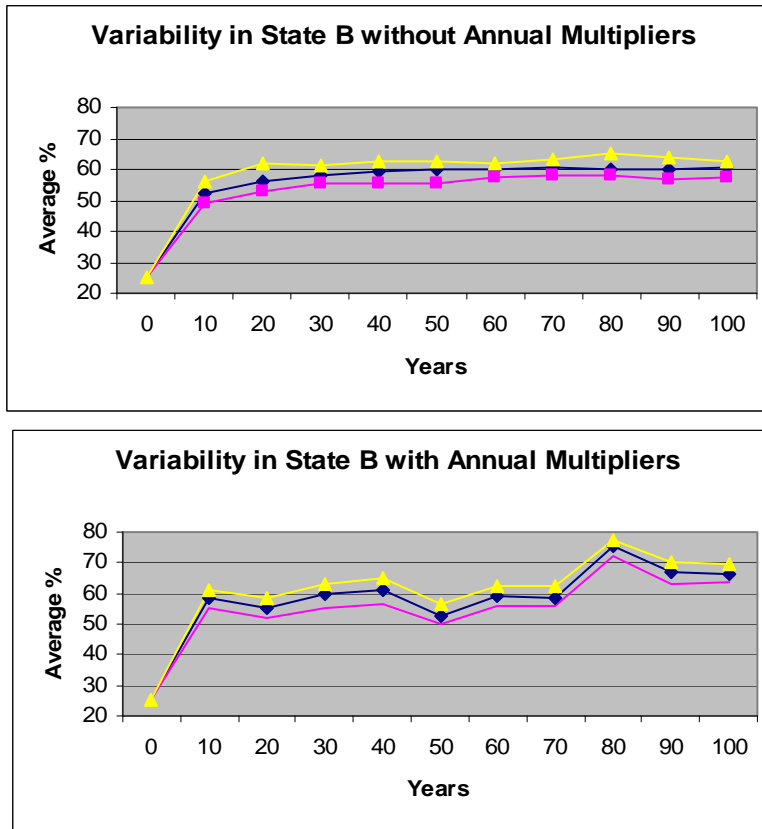 Variability in State B without Annual Multipliers
80
70
60
50
40
30
20
Average %
0 10 20 30 40 50 60 70 80 90 100
Years
Variability in State B with Annual Multipliers
80
70
60
50
40
30
20
Average %
0 10 20 30 40 50 60 70 80 90 100
Years